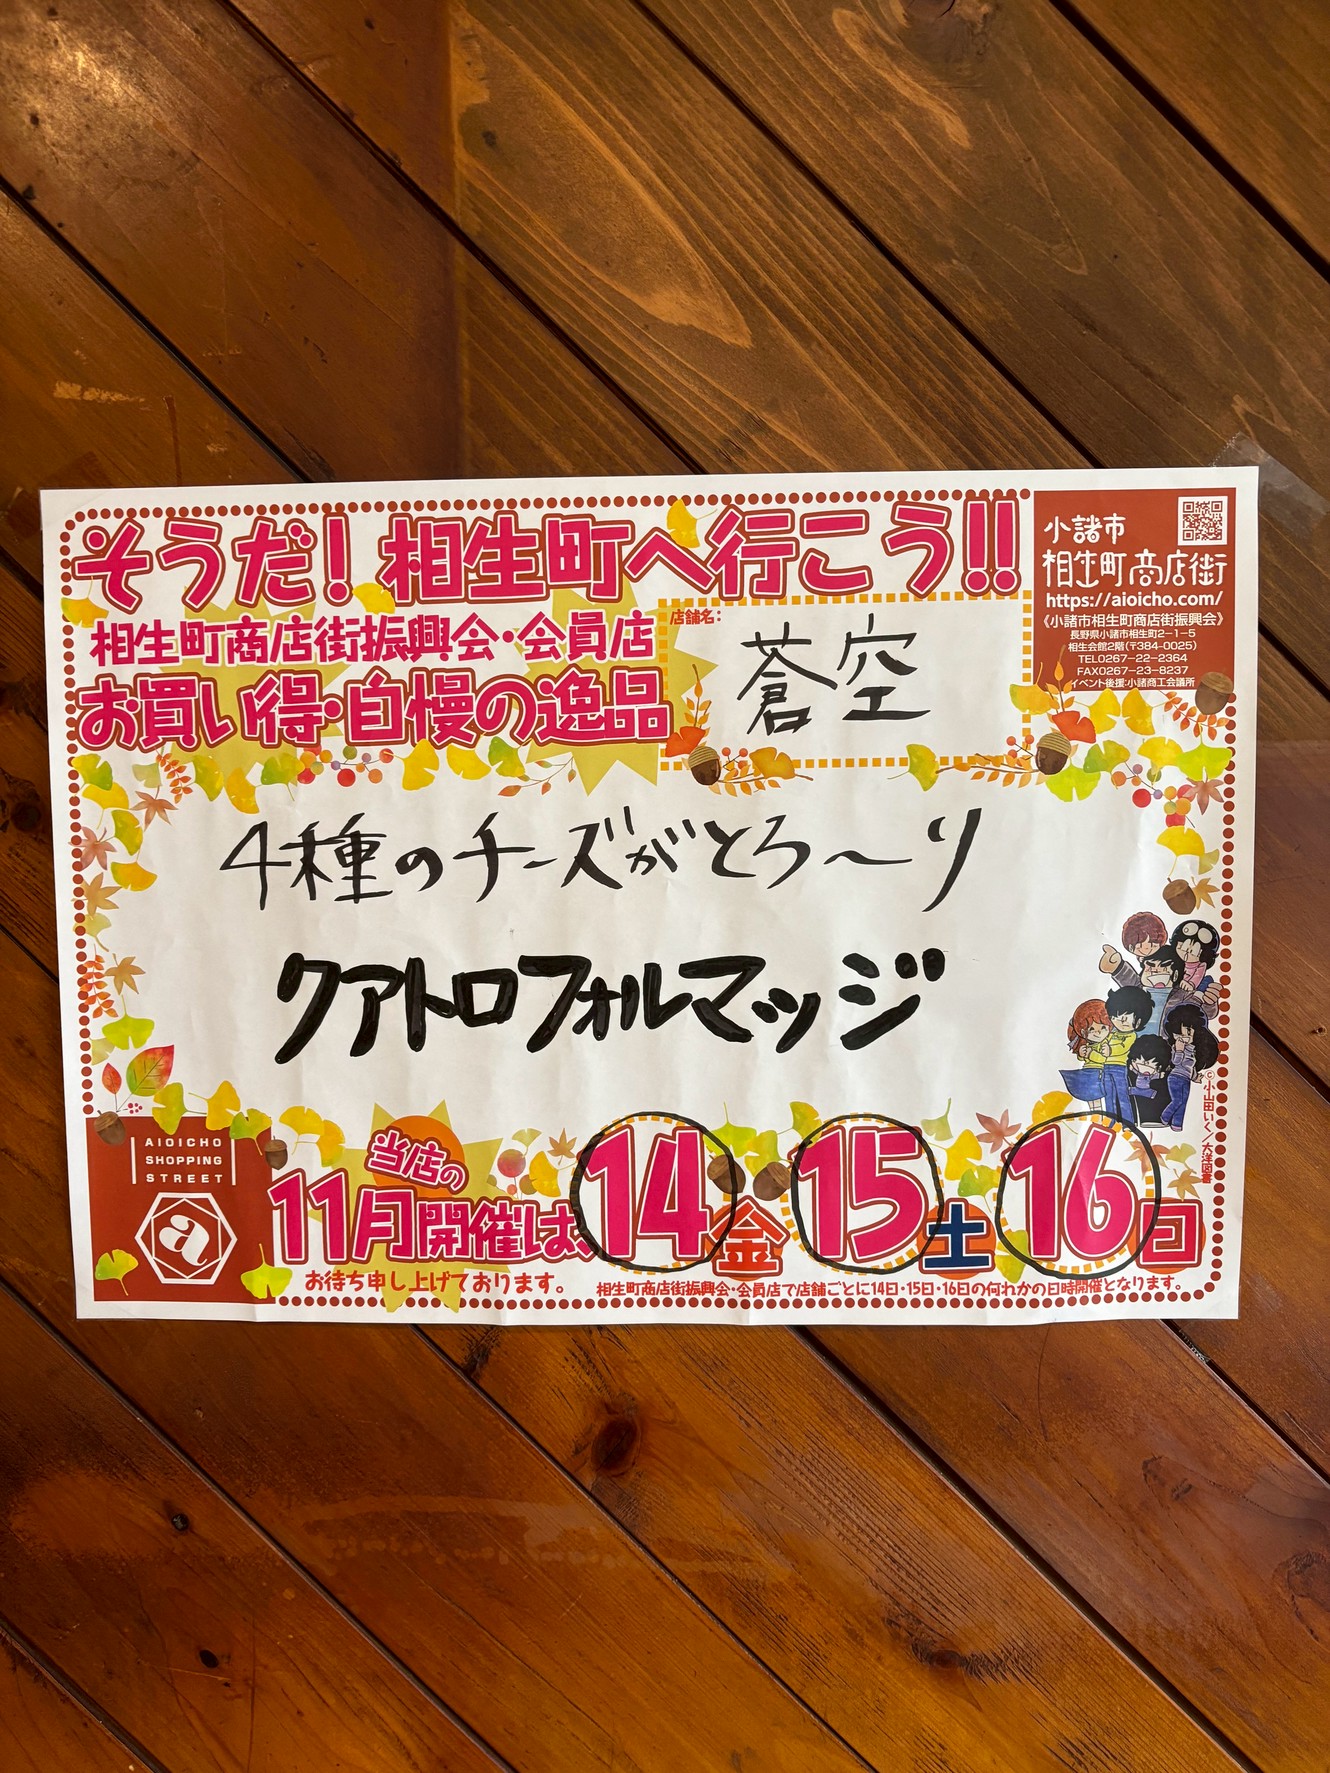 そうだ!相生町へ行こう!!
相生町商店街振興会・会員店
お買い得・自慢の逸品
店舗名:
蒼空
小諸市
相生町商店街
https://aioicho.com/
《小諸市相生町商店街振興会》
長野県小諸市相生町2-1-5
相生会館2階(〒384-0025)
TEL0267-22-2364
FAX0267-23-8237
イベント後援:小諸商工会議所
4種のチーズがとろ〜り
クアトロフォルマッジ
©小山田いく/大洋図書
AIOICHO
SHOPPING
STREET
a
当店の
11月開催は、14金 15土 16日
お待ち申し上げております。
相生町商店街振興会・会員店で店舗ごとに14日・15日・16日の何れかの日時開催となります。